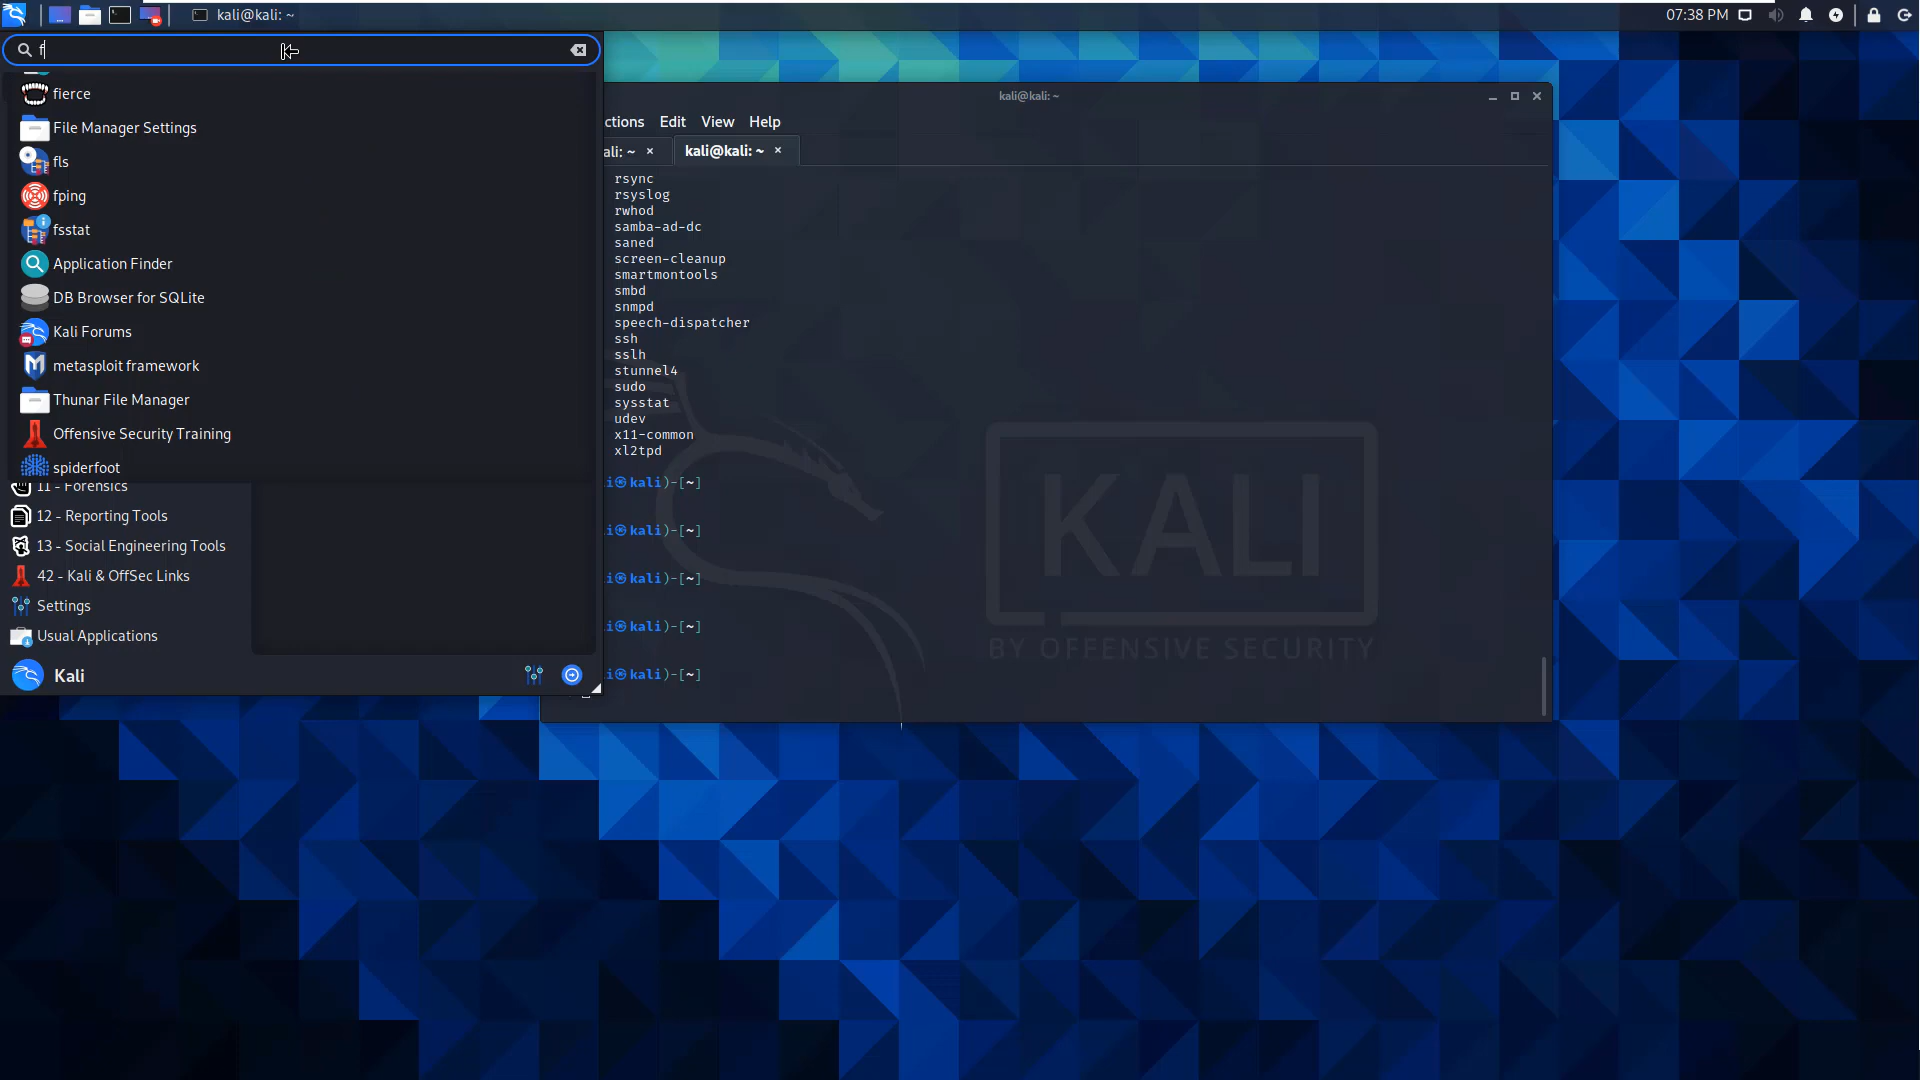 kali@kali: ~
07:38 PM
f
fierce
File Manager Settings
fls
fping
fsstat
Application Finder
DB Browser for SQLite
Kali Forums
metasploit framework
Thunar File Manager
Offensive Security Training
spiderfoot
11 - Forensics
12 - Reporting Tools
13 - Social Engineering Tools
42 - Kali & OffSec Links
Settings
Usual Applications
Kali
kali@kali: ~
ctions Edit View Help
ali: ~ × kali@kali: ~ ×
rsync
rsyslog
rwhod
samba-ad-dc
saned
screen-cleanup
smartmontools
smbd
snmpd
speech-dispatcher
ssh
sslh
stunnel4
sudo
sysstat
udev
x11-common
xl2tpd
i㉿kali)-[~]
i㉿kali)-[~]
i㉿kali)-[~]
i㉿kali)-[~]
i㉿kali)-[~]
KALI
BY OFFENSIVE SECURITY